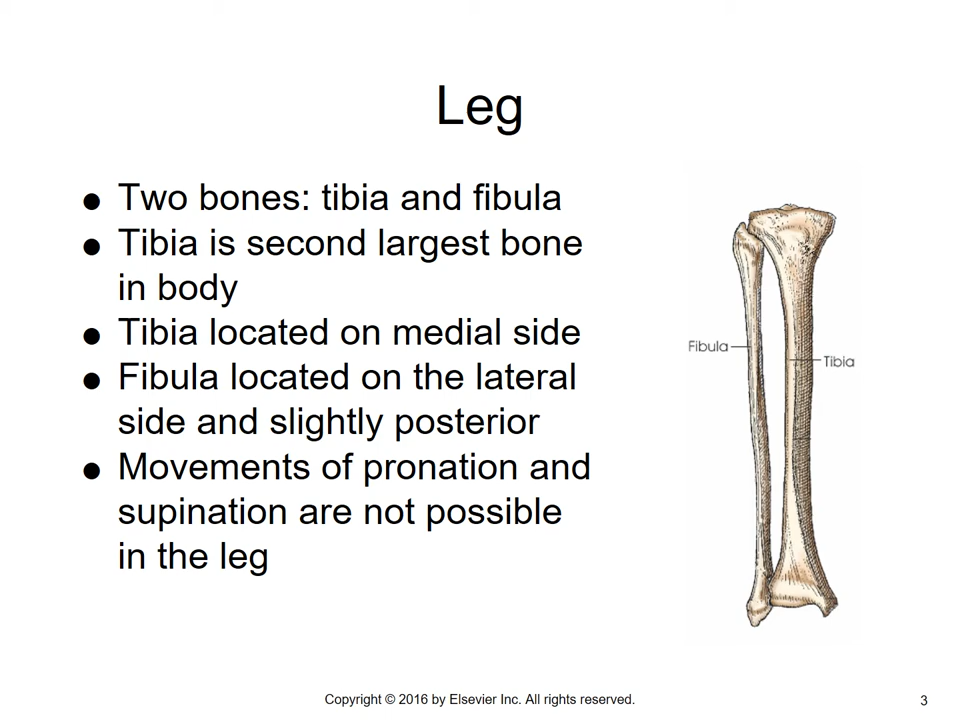 Leg
● Two bones: tibia and fibula
● Tibia is second largest bone
in body
● Tibia located on medial side
● Fibula located on the lateral
side and slightly posterior
● Movements of pronation and
supination are not possible
in the leg
Fibula
Tibia
Copyright © 2016 by Elsevier Inc. All rights reserved.
3